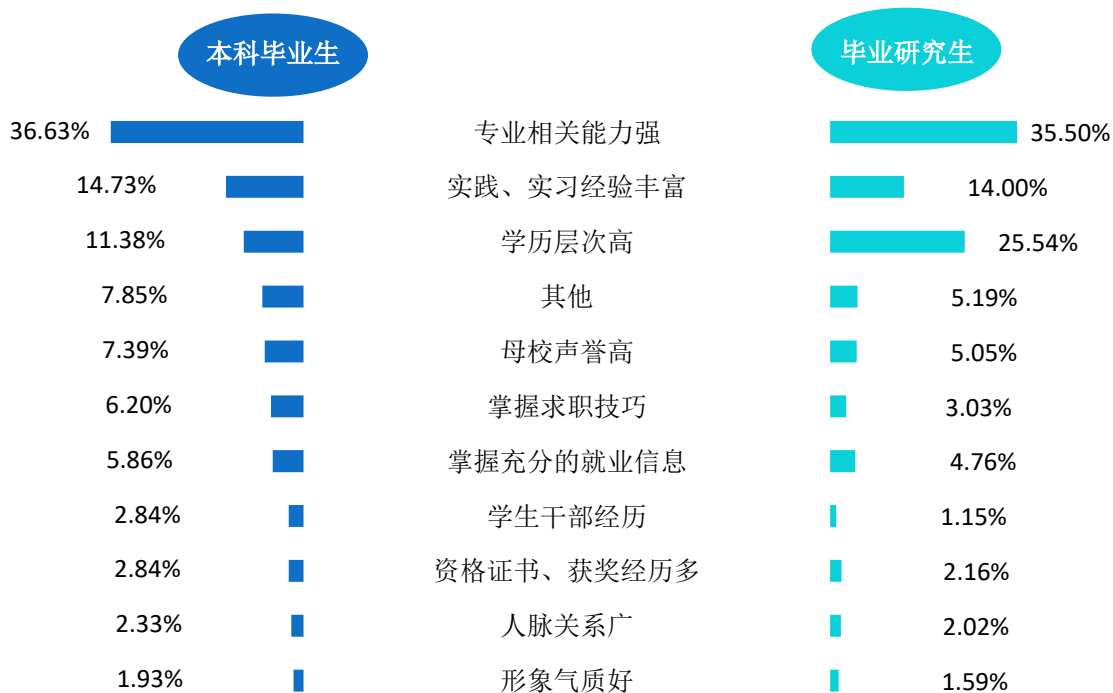 本科毕业生 毕业研究生
36.63% 专业相关能力强 35.50%
14.73% 实践、实习经验丰富 14.00%
11.38% 学历层次高 25.54%
7.85% 其他 5.19%
7.39% 母校声誉高 5.05%
6.20% 掌握求职技巧 3.03%
5.86% 掌握充分的就业信息 4.76%
2.84% 学生干部经历 1.15%
2.84% 资格证书、获奖经历多 2.16%
2.33% 人脉关系广 2.02%
1.93% 形象气质好 1.59%